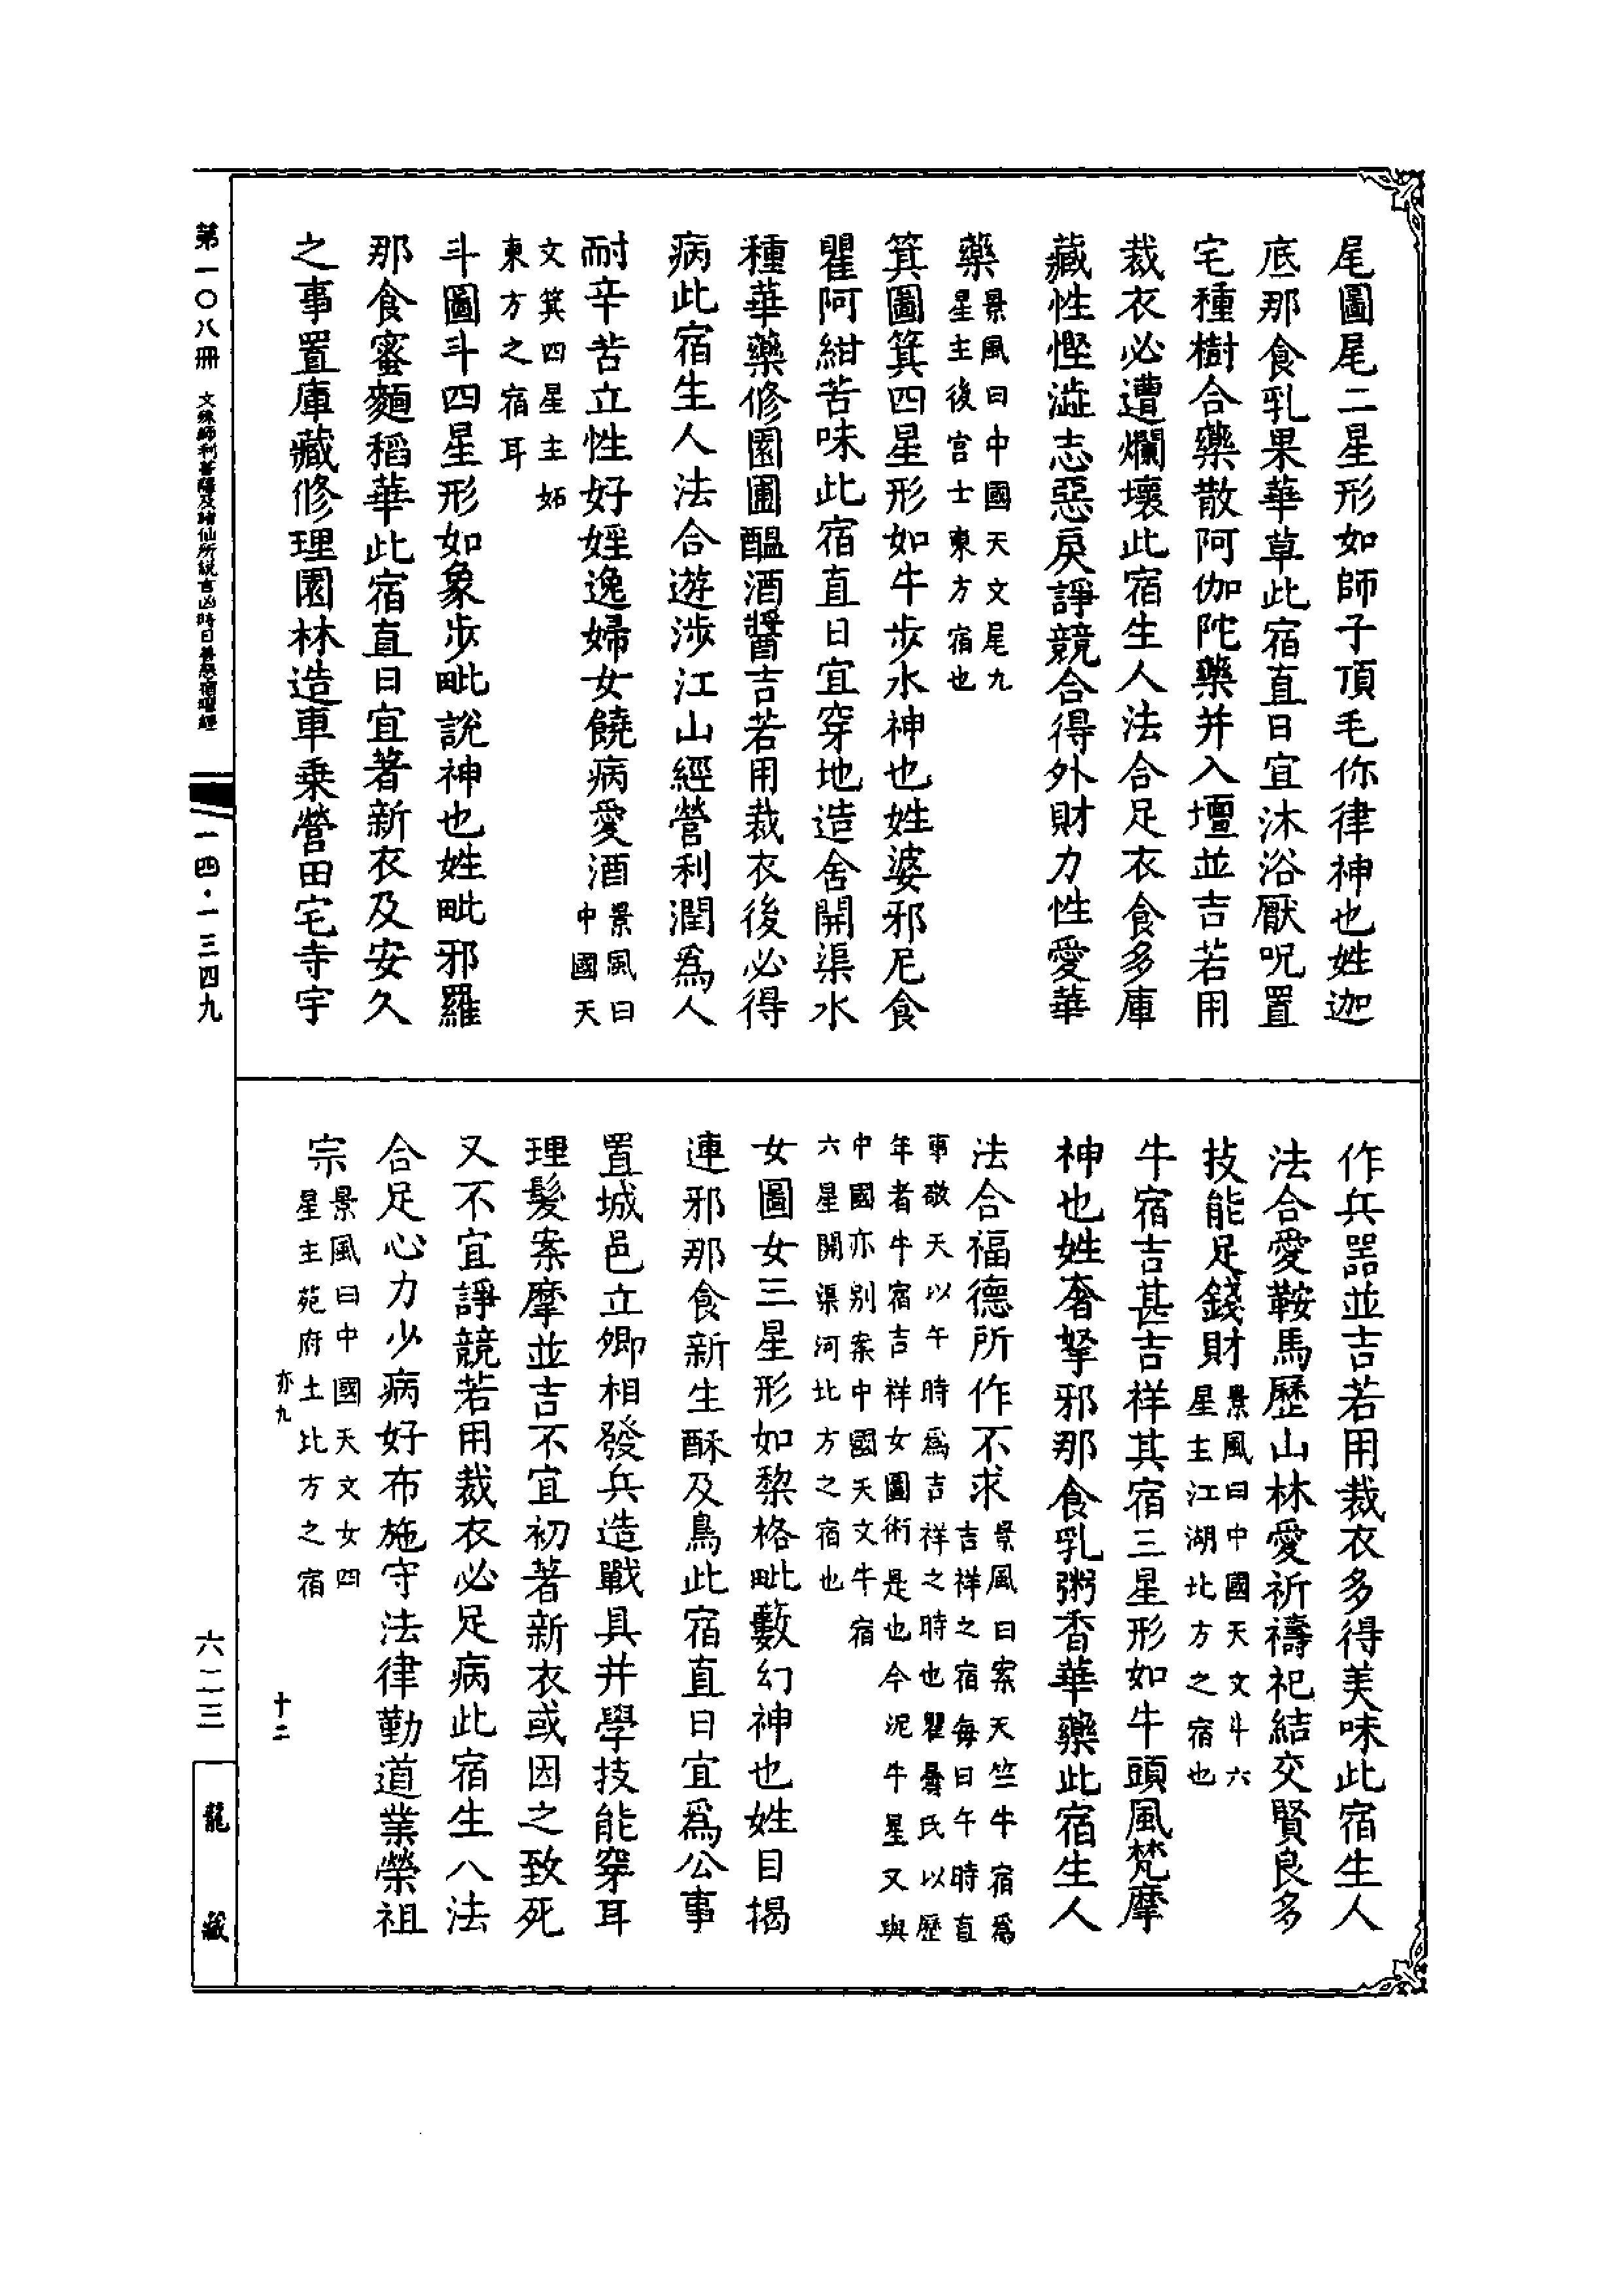 尾圖尾二星形如師子頂毛你律神也姓迦
底那食乳果華草此宿直日宜沐浴厭呪置
宅種樹合藥散阿伽陀藥并入壇並吉若用
裁衣必遭爛壞此宿生人法合足衣食多庫
藏性慳澁志惡戾諍競合得外財力性愛華
藥景風曰中國天文尾九
星主後宮士東方宿也
箕圖箕四星形如牛步水神也姓婆邪尼食
瞿阿紺苦味此宿直日宜穿地造舍開渠水
種華藥修園圃醞酒醬吉若用裁衣後必得
病此宿生人法合遊涉江山經營利潤爲人
耐辛苦立性好婬逸婦女饒病愛酒景風曰
中國天
文箕四星主妬
東方之宿耳
斗圖斗四星形如象步毗說神也姓毗邪羅
那食蜜麵稻華此宿直日宜著新衣及安久
之事置庫藏修理園林造車乘營田宅寺宇
作兵噐並吉若用裁衣多得美味此宿生人
法合愛鞍馬歷山林愛祈禱祀結交賢良多
技能足錢財景風曰中國天文斗六
星主江湖北方之宿也
牛宿吉甚吉祥其宿三星形如牛頭風梵摩
神也姓奢拏邪那食乳粥香華藥此宿生人
法合福德所作不求景風曰案天竺牛宿爲
吉祥之宿每日午時直
事故天以午時爲吉祥之時也瞿曇氏以歷
年者牛宿吉祥女圖術是也今泥牛星又與
中國亦別案中國天文牛宿
六星開渠河北方之宿也
女圖女三星形如棃格毗藪幻神也姓目揭
連邪那食新生酥及鳥此宿直日宜爲公事
置城邑立卿相發兵造戰具并學技能穿耳
理髮案摩並吉不宜初著新衣或因之致死
又不宜諍競若用裁衣必足病此宿生八法
合足心力少病好布施守法律勤道業榮祖
宗景風曰中國天文女四
星主苑府土北方之宿
亦九
十二
第一〇八冊
文殊師利菩薩及諸仙所說吉凶時日善惡宿曜經
一四·一三四九
六二三
龍藏